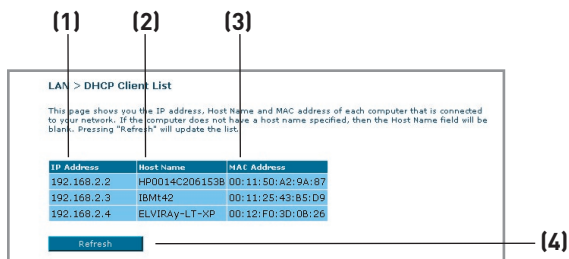 (1) (2) (3)
LAN > DHCP Client List
This page shows you the IP address, Host Name and MAC address of each computer that is connected
to your network. If the computer does not have a host name specified, then the Host Name field will be
blank. Pressing "Refresh" will update the list.
IP Address Host Name MAC Address
192.168.2.2 HP0014C206153B 00:11:50:A2:9A:87
192.168.2.3 IBMt42 00:11:25:43:B5:D9
192.168.2.4 ELVIRAy-LT-XP 00:12:F0:3D:0B:26
Refresh (4)